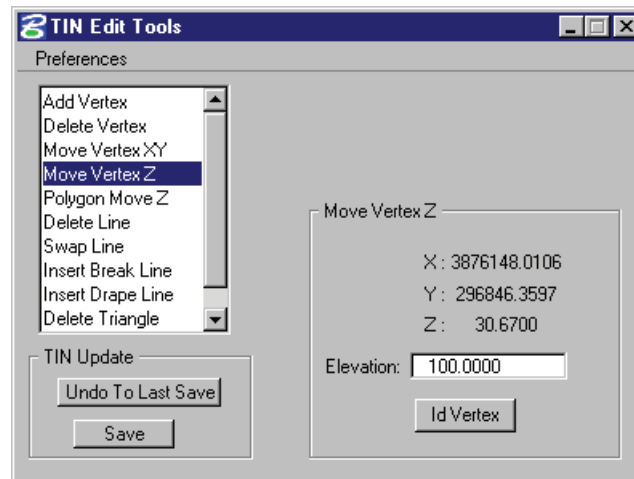 TIN Edit Tools
Preferences
Add Vertex
Delete Vertex
Move Vertex XY
Move Vertex Z
Polygon Move Z
Delete Line
Swap Line
Insert Break Line
Insert Drape Line
Delete Triangle
TIN Update
Undo To Last Save
Save
Move Vertex Z
X : 3876148.0106
Y : 296846.3597
Z : 30.6700
Elevation: 100.0000
Id Vertex